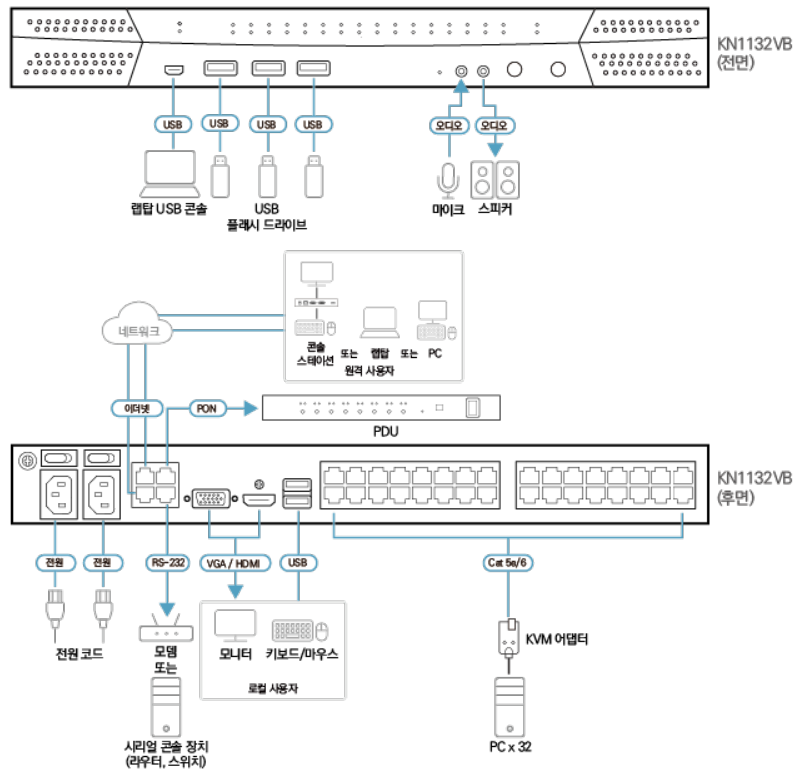 KN1132VB
(전면)
USB
USB
USB
USB
오디오
오디오
랩탑 USB 콘솔
USB
플래시 드라이브
마이크
스피커
네트워크
콘솔
스테이션
또는
랩탑
또는
PC
원격 사용자
이더넷
PON
PDU
KN1132VB
(후면)
전원
전원
RS-232
VGA / HDMI
USB
Cat 5e/6
전원 코드
모뎀
또는
시리얼 콘솔 장치
(라우터, 스위치)
모니터
키보드/마우스
로컬 사용자
KVM 어댑터
PC x 32